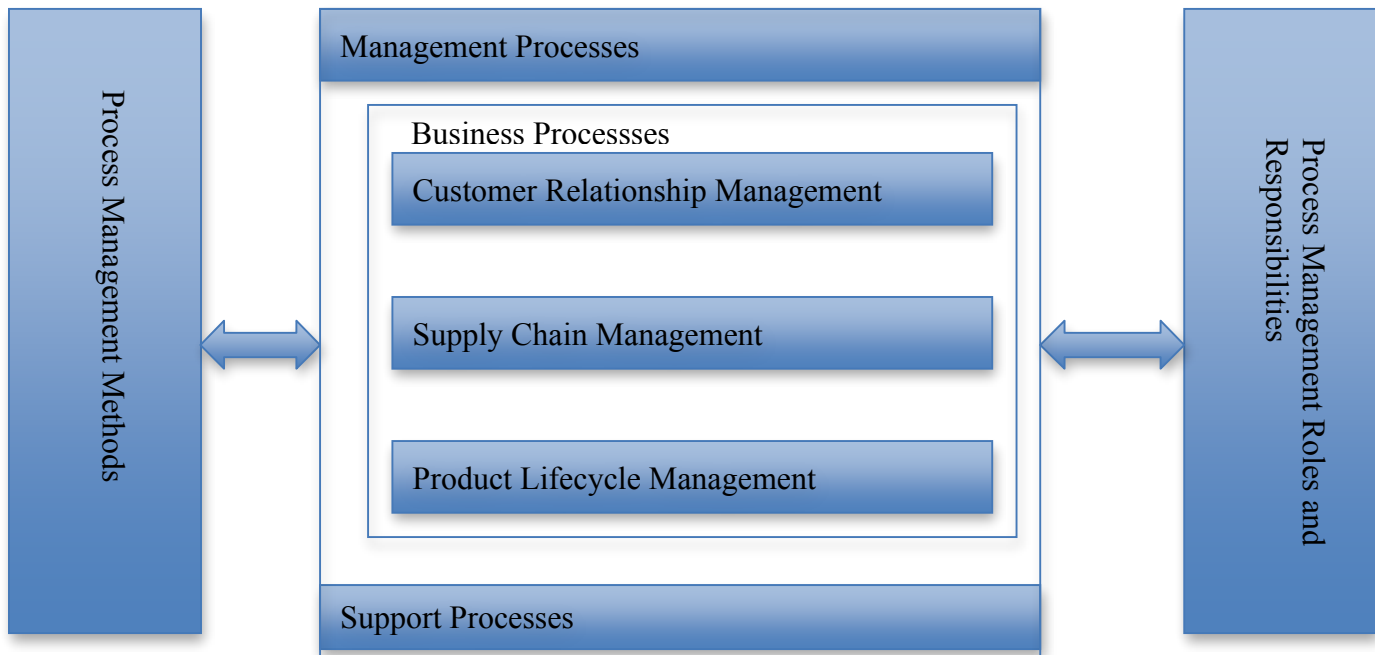 Process Management Methods
Management Processes
Business Processses
Customer Relationship Management
Supply Chain Management
Product Lifecycle Management
Support Processes
Process Management Roles and
Responsibilities